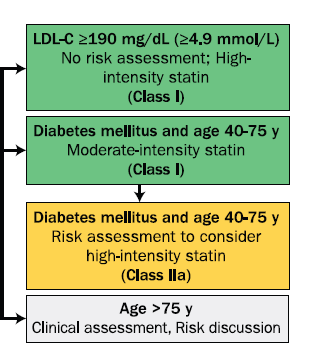 LDL-C ≥190 mg/dL (≥4.9 mmol/L)
No risk assessment; High-
intensity statin
(Class I)
Diabetes mellitus and age 40-75 y
Moderate-intensity statin
(Class I)
Diabetes mellitus and age 40-75 y
Risk assessment to consider
high-intensity statin
(Class IIa)
Age >75 y
Clinical assessment, Risk discussion